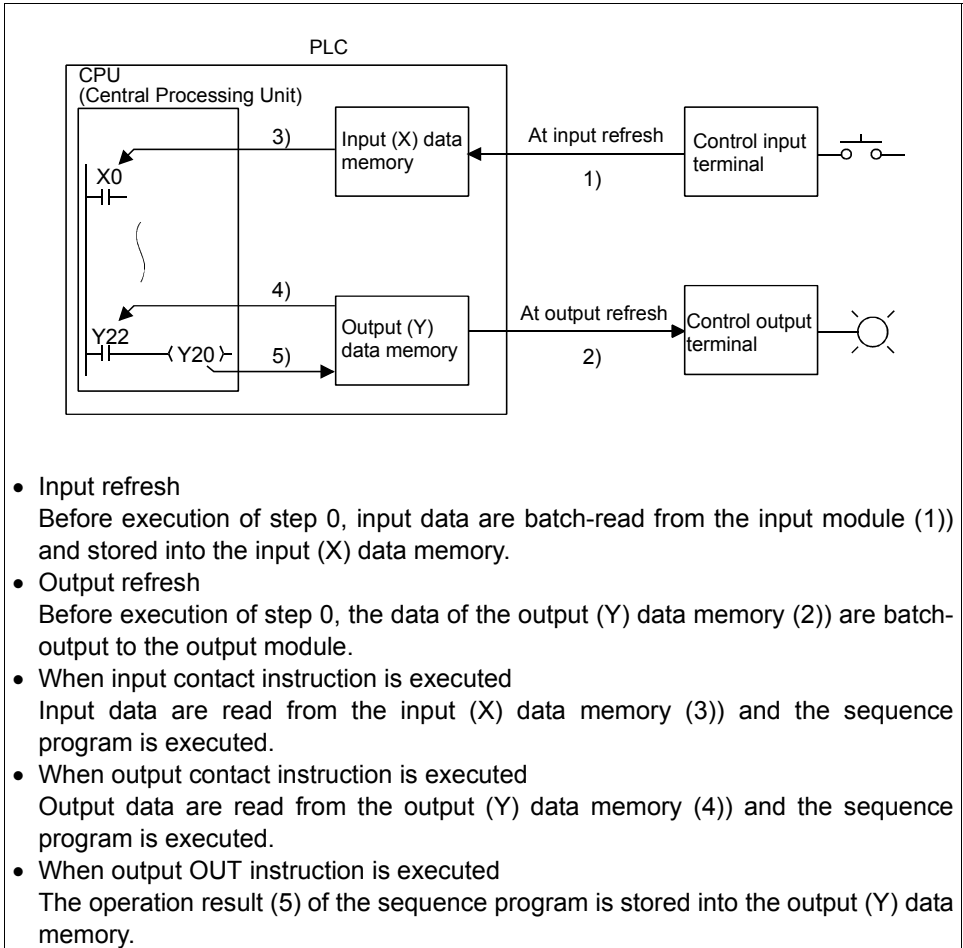 PLC
CPU
(Central Processing Unit)
3)
Input (X) data
memory
At input refresh
1)
Control input
terminal
X0
4)
Y22
Y20
5)
Output (Y)
data memory
At output refresh
2)
Control output
terminal
• Input refresh
Before execution of step 0, input data are batch-read from the input module (1))
and stored into the input (X) data memory.
• Output refresh
Before execution of step 0, the data of the output (Y) data memory (2)) are batch-
output to the output module.
• When input contact instruction is executed
Input data are read from the input (X) data memory (3)) and the sequence
program is executed.
• When output contact instruction is executed
Output data are read from the output (Y) data memory (4)) and the sequence
program is executed.
• When output OUT instruction is executed
The operation result (5) of the sequence program is stored into the output (Y) data
memory.